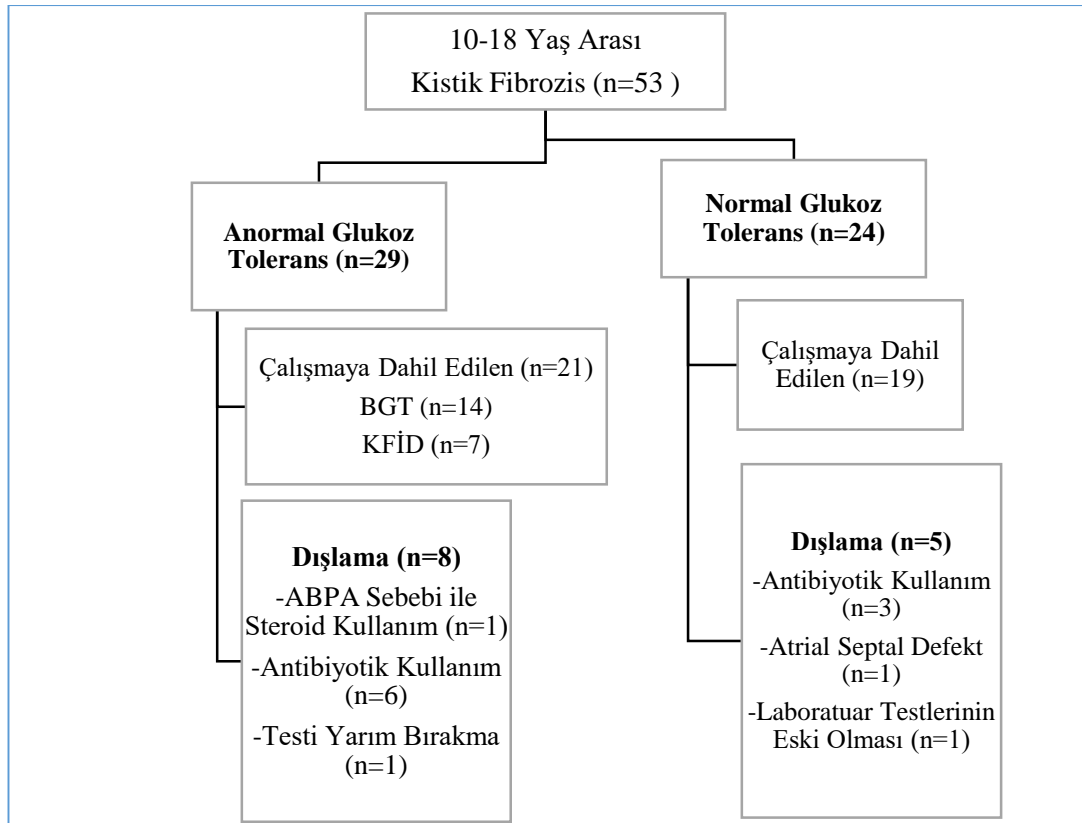 10-18 Yaş Arası
Kistik Fibrozis (n=53 )
Anormal Glukoz
Tolerans (n=29)
Çalışmaya Dahil Edilen (n=21)
BGT (n=14)
KFİD (n=7)
Dışlama (n=8)
-ABPA Sebebi ile
Steroid Kullanım (n=1)
-Antibiyotik Kullanım
(n=6)
-Testi Yarım Bırakma
(n=1)
Normal Glukoz
Tolerans (n=24)
Çalışmaya Dahil
Edilen (n=19)
Dışlama (n=5)
-Antibiyotik Kullanım
(n=3)
-Atrial Septal Defekt
(n=1)
-Laboratuar Testlerinin
Eski Olması (n=1)